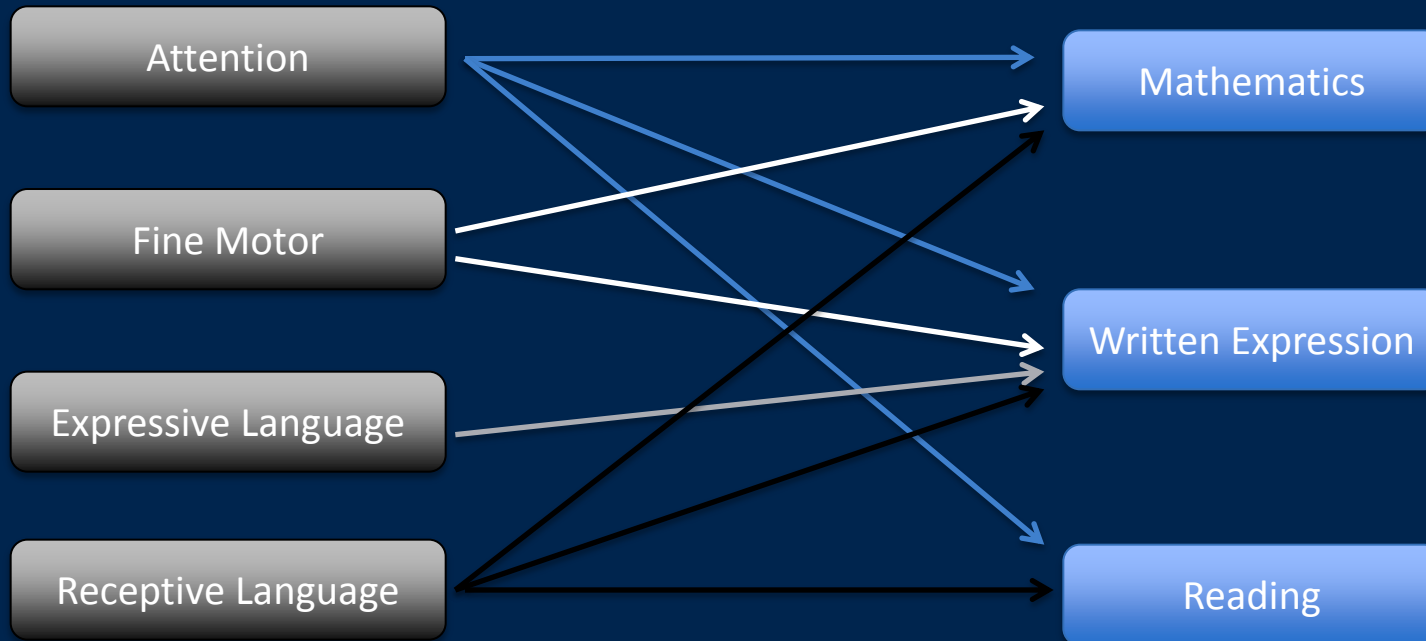 Attention
Mathematics
Fine Motor
Written Expression
Expressive Language
Receptive Language
Reading